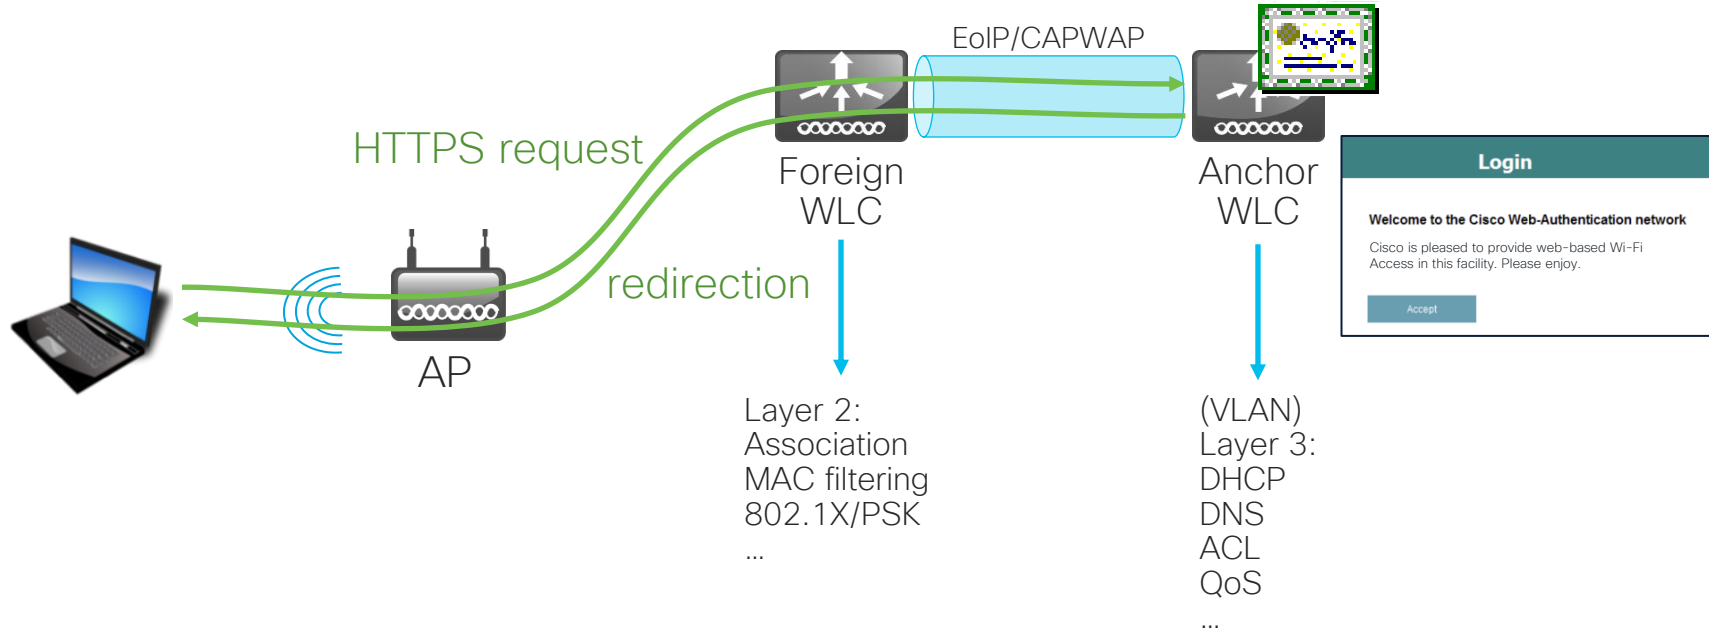 EoIP/CAPWAP
HTTPS request
Foreign
WLC
Anchor
WLC
Login
Welcome to the Cisco Web-Authentication network
Cisco is pleased to provide web-based Wi-Fi
Access in this facility. Please enjoy.
Accept
redirection
AP
Layer 2:
Association
MAC filtering
802.1X/PSK
...
(VLAN)
Layer 3:
DHCP
DNS
ACL
QoS
...